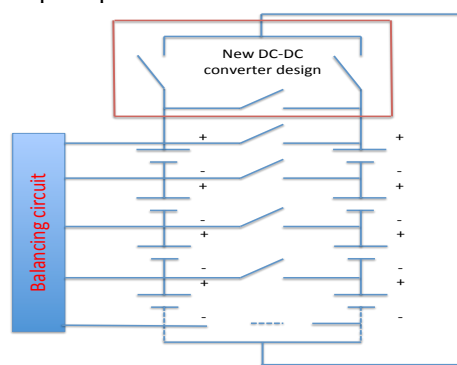 New DC-DC
converter design
+ +
- -
+ +
- -
+ +
- -
+ +
- -
Balancing circuit